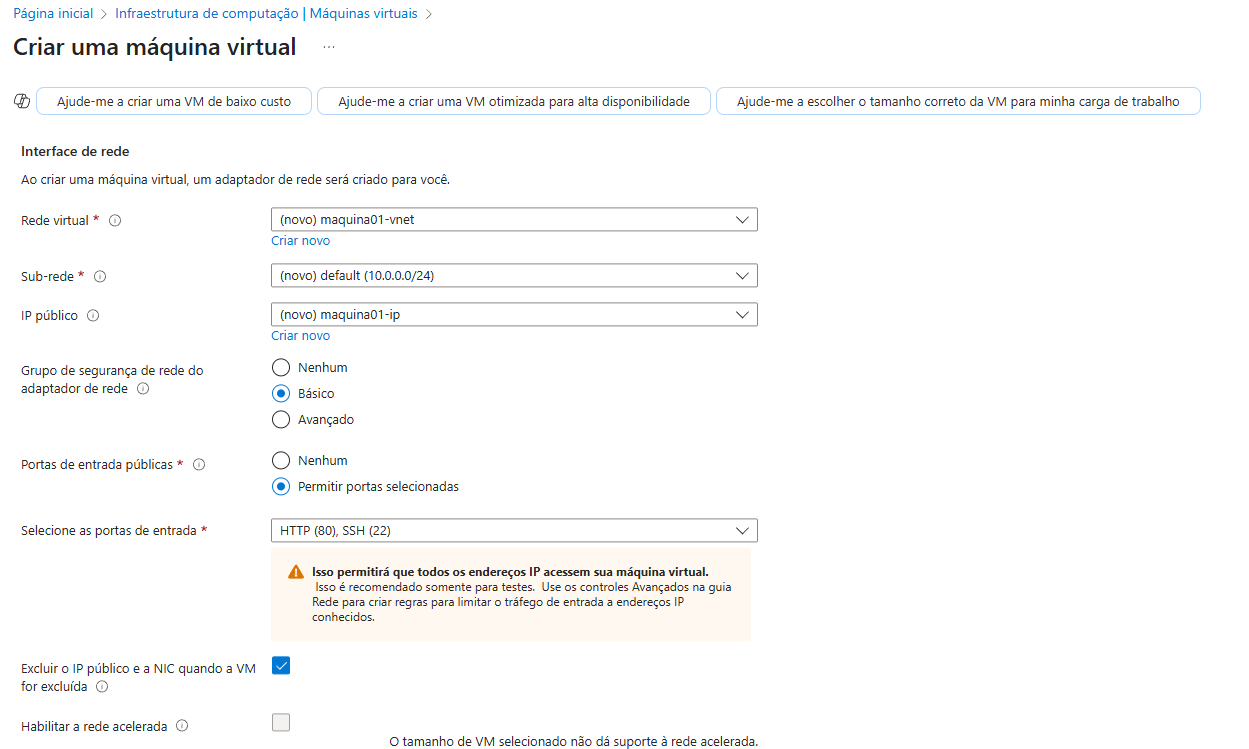 Página inicial > Infraestrutura de computação | Máquinas virtuais >
Criar uma máquina virtual ...
Ajude-me a criar uma VM de baixo custo
Ajude-me a criar uma VM otimizada para alta disponibilidade
Ajude-me a escolher o tamanho correto da VM para minha carga de trabalho
Interface de rede
Ao criar uma máquina virtual, um adaptador de rede será criado para você.
Rede virtual *
(novo) maquina01-vnet
Criar novo
Sub-rede *
(novo) default (10.0.0.0/24)
IP público
(novo) maquina01-ip
Criar novo
Grupo de segurança de rede do
adaptador de rede
Nenhum
Básico
Avançado
Portas de entrada públicas *
Nenhum
Permitir portas selecionadas
Selecione as portas de entrada *
HTTP (80), SSH (22)
Isso permitirá que todos os endereços IP acessem sua máquina virtual.
Isso é recomendado somente para testes. Use os controles Avançados na guia
Rede para criar regras para limitar o tráfego de entrada a endereços IP
conhecidos.
Excluir o IP público e a NIC quando a VM
for excluída
Habilitar a rede acelerada
O tamanho de VM selecionado não dá suporte à rede acelerada.